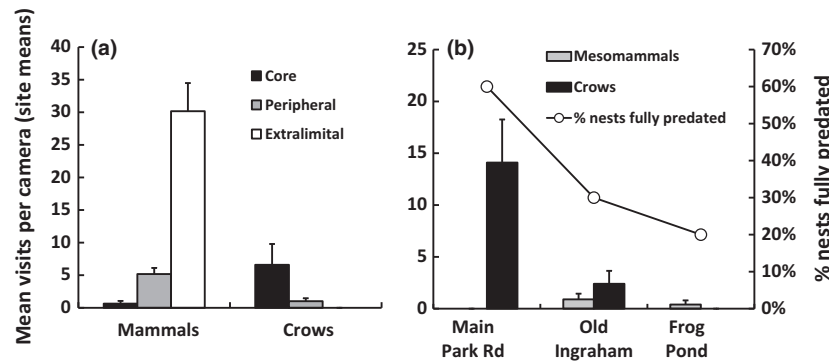 Mean visits per camera (site means)
40
35
30
25
20
15
10
5
0
(a)
Core
Peripheral
Extralimital
Mammals
Crows
25
20
15
10
5
0
(b)
Mesomammals
Crows
% nests fully predated
Main
Park Rd
Old
Ingraham
Frog
Pond
70%
60%
50%
40%
30%
20%
10%
0%
% nests fully predated